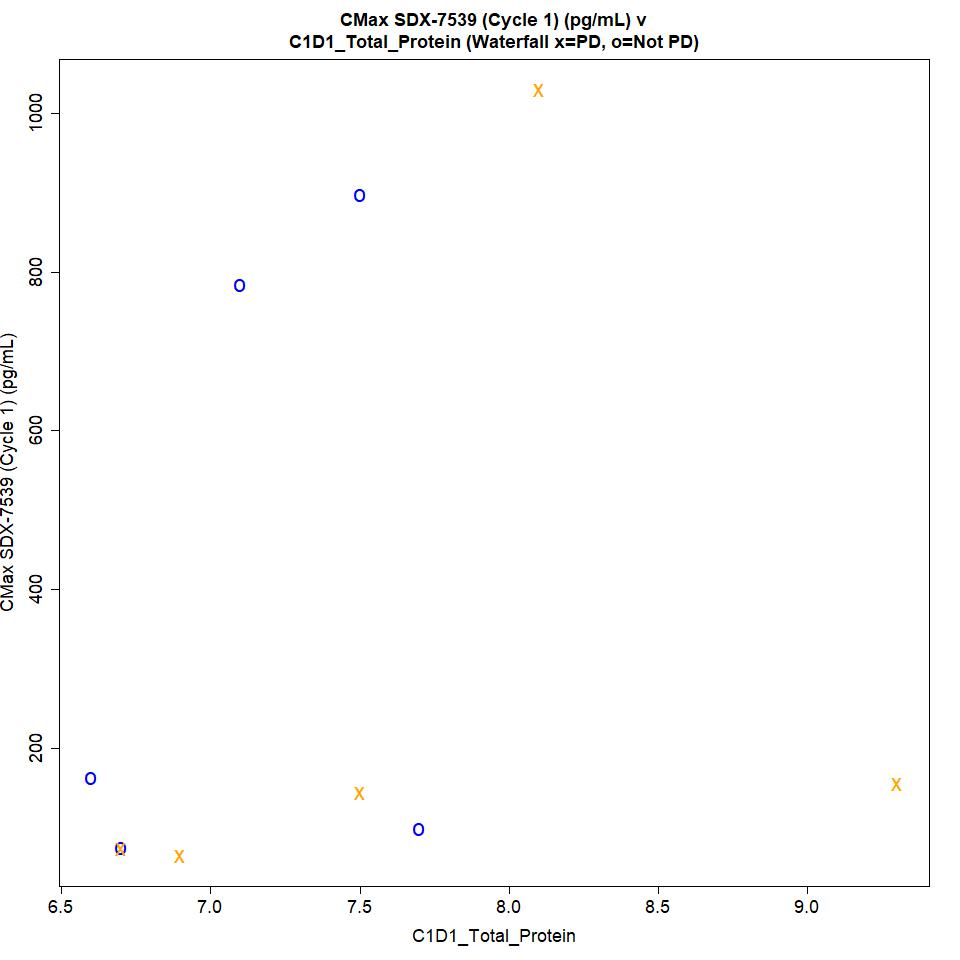 CMax SDX-7539 (Cycle 1) (pg/mL) v
C1D1_Total_Protein (Waterfall x=PD, o=Not PD)
CMax SDX-7539 (Cycle 1) (pg/mL)
1000
800
600
400
200
X
O
O
O
X
X
O
O
X
X
6.5 7.0 7.5 8.0 8.5 9.0
C1D1_Total_Protein